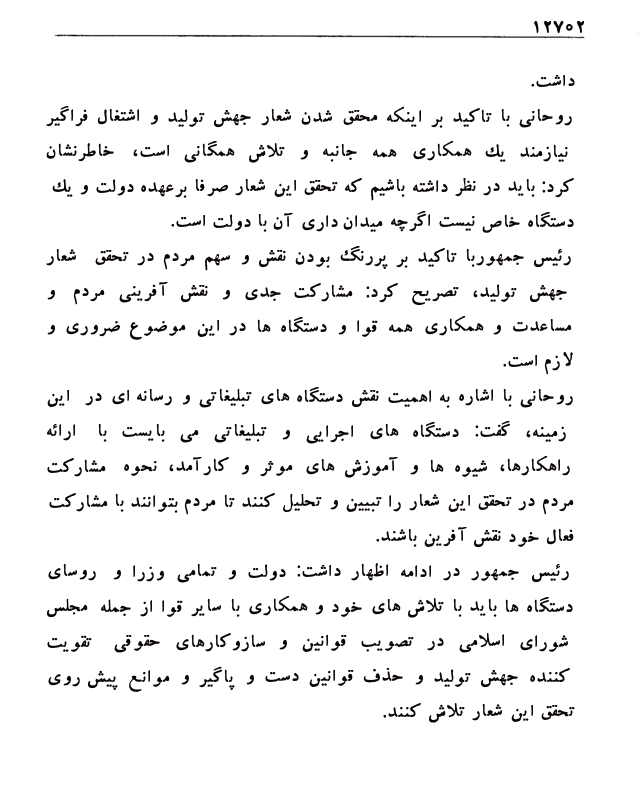 ۱۲۷۰۲
داشت.
روحانی با تاکید بر اینکه محقق شدن شعار جهش تولید و اشتغال فراگیر
نیازمند یك همکاری همه جانبه و تلاش همگانی است، خاطرنشان
کرد: باید در نظر داشته باشیم که تحقق این شعار صرفا برعهده دولت و یك
دستگاه خاص نیست اگرچه میدان داری آن با دولت است.
رئیس جمهوربا تاکید بر پررنگ بودن نقش و سهم مردم در تحقق شعار
جهش تولید، تصریح کرد: مشارکت جدی و نقش آفرینی مردم و
مساعدت و همکاری همه قوا و دستگاه ها در این موضوع ضروری و
لازم است.
روحانی با اشاره به اهمیت نقش دستگاه های تبلیغاتی و رسانه ای در این
زمینه، گفت: دستگاه های اجرایی و تبلیغاتی می بایست با ارائه
راهکارها، شیوه ها و آموزش های موثر و کارآمد، نحوه مشارکت
مردم در تحقق این شعار را تبیین و تحلیل کنند تا مردم بتوانند با مشارکت
فعال خود نقش آفرین باشند.
رئیس جمهور در ادامه اظهار داشت: دولت و تمامی وزرا و روسای
دستگاه ها باید با تلاش های خود و همکاری با سایر قوا از جمله مجلس
شورای اسلامی در تصویب قوانین و سازوکارهای حقوقی تقویت
کننده جهش تولید و حذف قوانین دست و پاگیر و موانع پیش روی
تحقق این شعار تلاش کنند.